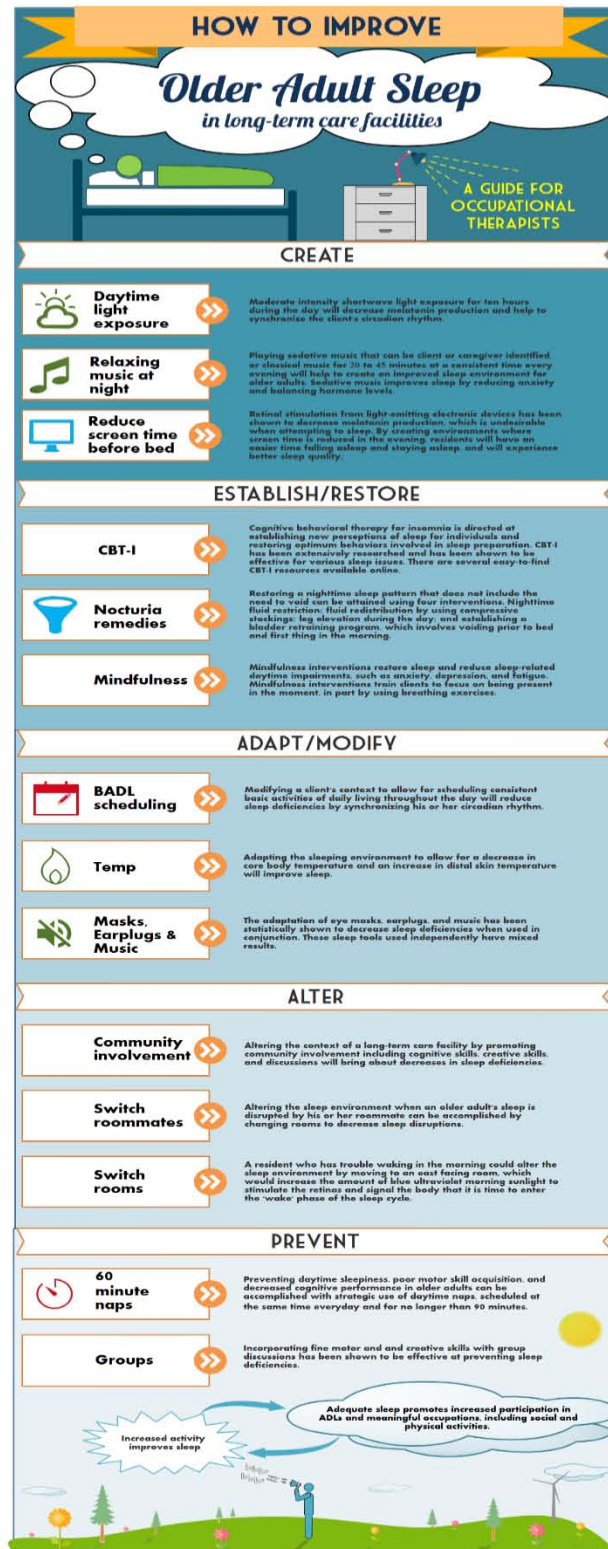 HOW TO IMPROVE
Older Adult Sleep
in long-term care facilities
A GUIDE FOR
OCCUPATIONAL
THERAPISTS
CREATE
Daytime
light
exposure
Moderate intensity shortwave light exposure for ten hours
during the day will decrease melatonin production and help to
synchronise the client's circadian rhythm.
Relaxing
music at
night
Playing sedative music that can be client or caregiver identified,
or classical music for 20 to 45 minutes at a consistent time every
evening will help to create an improved sleep environment for
older adults. Sedative music improves sleep by reducing anxiety
and balancing hormone levels.
Reduce
screen time
before bed
Retinal stimulation from light-emitting electronic devices has been
shown to decrease melatonin production, which is undesirable
when attempting to sleep. By creating environments where
screen time is reduced in the evening, residents will have an
easier time falling asleep and staying asleep, and will experience
better sleep quality.
ESTABLISH/RESTORE
CBT-I
Cognitive behavioral therapy for insomnia is directed at
establishing new perceptions of sleep for individuals and
restoring optimum behaviors involved in sleep preparation. CBT-I
has been extensively researched and has been shown to be
effective for various sleep issues. There are several easy-to-find
CBT-I resources available online.
Nocturia
remedies
Restoring a nighttime sleep pattern that does not include the
need to void can be attained using four interventions. Nighttime
fluid restriction; fluid redistribution by using compressive
stockings; leg elevation during the day; and establishing a
bladder retraining program, which involves voiding prior to bed
and first thing in the morning.
Mindfulness
Mindfulness interventions restore sleep and reduce sleep-related
daytime impairments, such as anxiety, depression, and fatigue.
Mindfulness interventions train clients to focus on being present
in the moment, in part by using breathing exercises.
ADAPT/MODIFY
BADL
scheduling
Modifying a client's context to allow for scheduling consistent
basic activities of daily living throughout the day will reduce
sleep deficiencies by synchronizing his or her circadian rhythm.
Temp
Adapting the sleeping environment to allow for a decrease in
core body temperature and an increase in distal skin temperature
will improve sleep.
Masks,
Earplugs &
Music
The adaptation of eye masks, earplugs, and music has been
statistically shown to decrease sleep deficiencies when used in
conjunction. These sleep tools used independently have mixed
results.
ALTER
Community
involvement
Altering the context of a long-term care facility by promoting
community involvement including cognitive skills, creative skills,
and discussions will bring about decreases in sleep deficiencies.
Switch
roommates
Altering the sleep environment when an older adult's sleep is
disrupted by his or her roommate can be accomplished by
changing rooms to decrease sleep disruptions.
Switch
rooms
A resident who has trouble waking in the morning could alter the
sleep environment by moving to an east facing room, which
would increase the amount of blue ultraviolet morning sunlight to
stimulate the retinas and signal the body that it is time to enter
the 'wake' phase of the sleep cycle.
PREVENT
60
minute
naps
Preventing daytime sleepiness, poor motor skill acquisition, and
decreased cognitive performance in older adults can be
accomplished with strategic use of daytime naps, scheduled at
the same time everyday and for no longer than 90 minutes.
Groups
Incorporating fine motor and and creative skills with group
discussions has been shown to be effective at preventing sleep
deficiencies.
Adequate sleep promotes increased participation in
ADLs and meaningful occupations, including social and
physical activities.
Increased activity
improves sleep